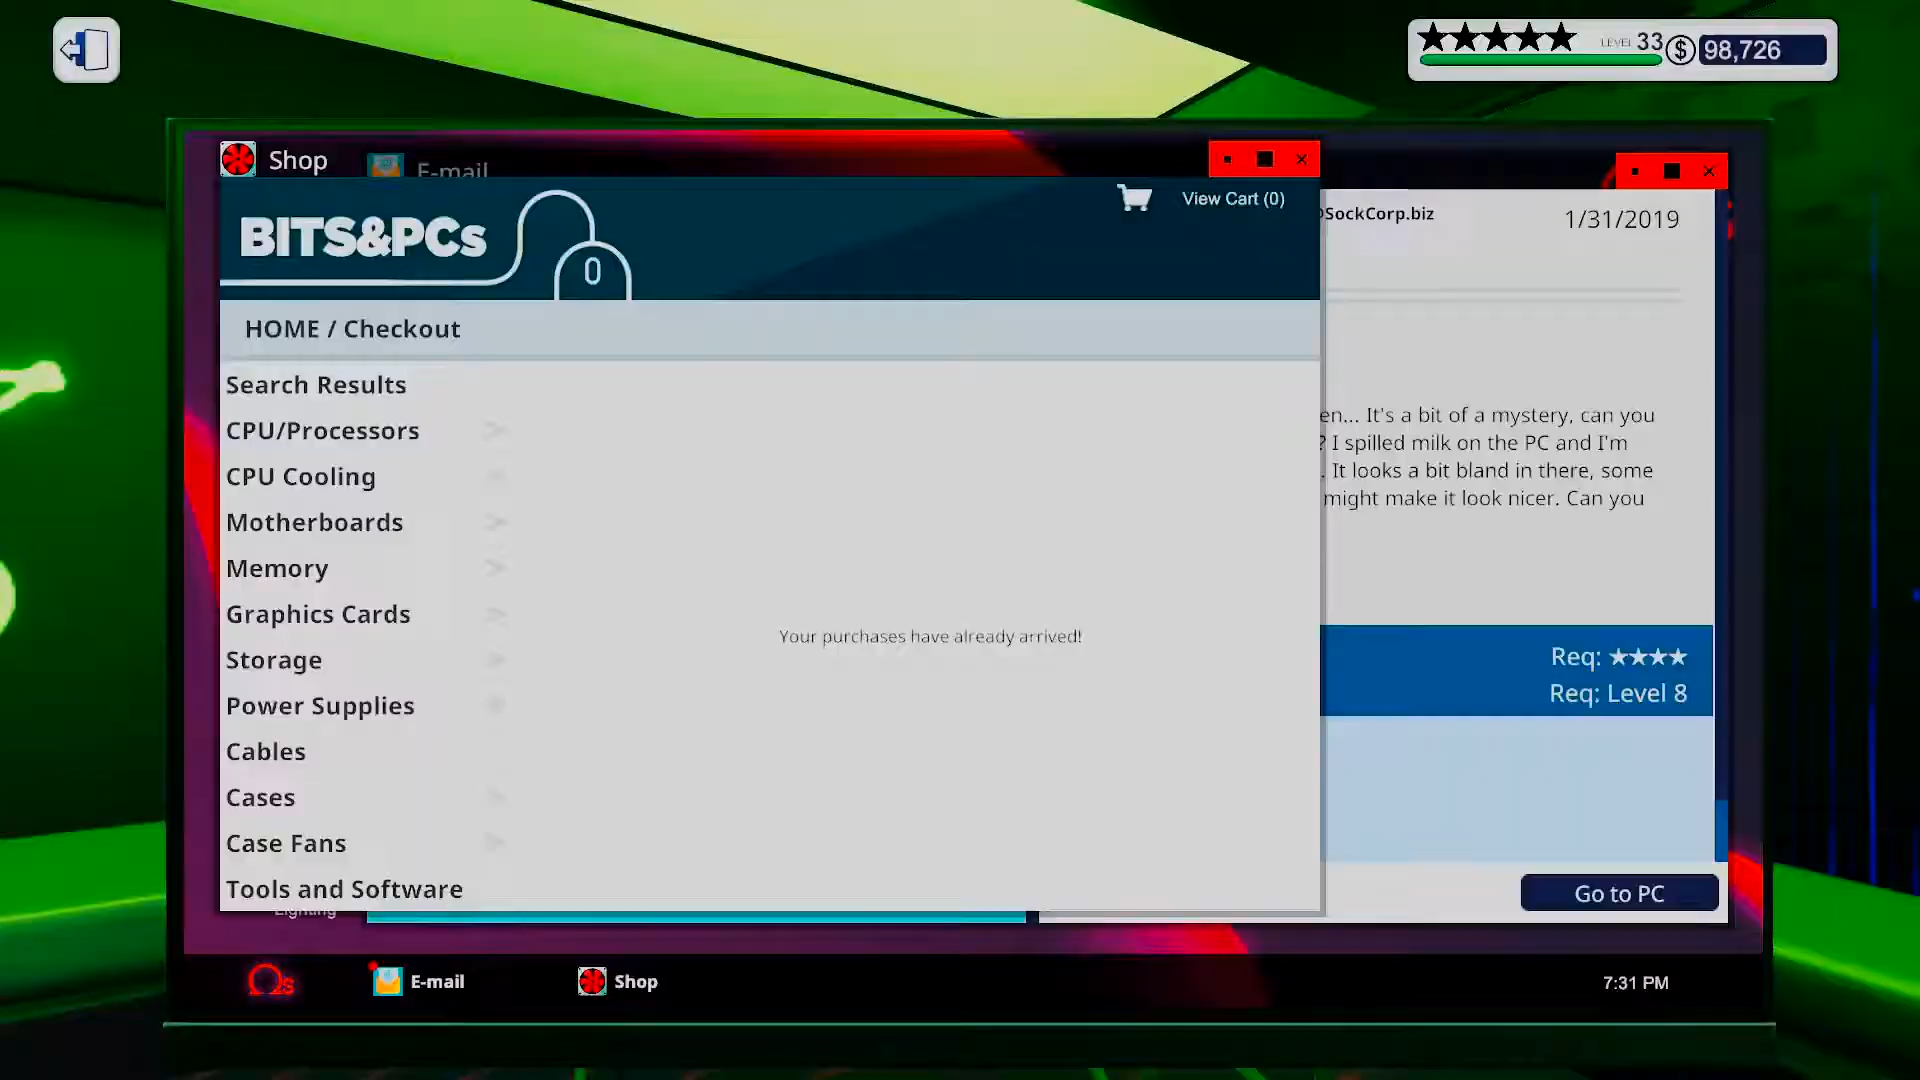 LEVEL 33
$ 98,726
Shop
E-mail
View Cart (0)
BITS&PCs
HOME / Checkout
Search Results
CPU/Processors
CPU Cooling
Motherboards
Memory
Graphics Cards
Storage
Power Supplies
Cables
Cases
Case Fans
Tools and Software
Your purchases have already arrived!
SockCorp.biz
1/31/2019
en... It's a bit of a mystery, can you
? I spilled milk on the PC and I'm
. It looks a bit bland in there, some
might make it look nicer. Can you
Req: ★★★★
Req: Level 8
Go to PC
Lighting
Ωs
E-mail
Shop
7:31 PM